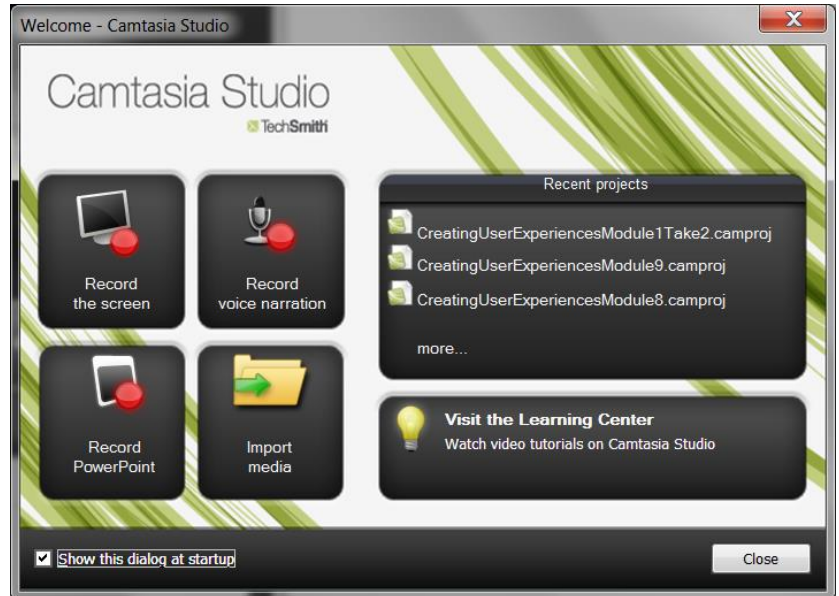 Welcome - Camtasia Studio
Camtasia Studio
TechSmith
Record
the screen
Record
voice narration
Record
PowerPoint
Import
media
Recent projects
CreatingUserExperiencesModule1Take2.camproj
CreatingUserExperiencesModule9.camproj
CreatingUserExperiencesModule8.camproj
more...
Visit the Learning Center
Watch video tutorials on Camtasia Studio
Show this dialog at startup
Close